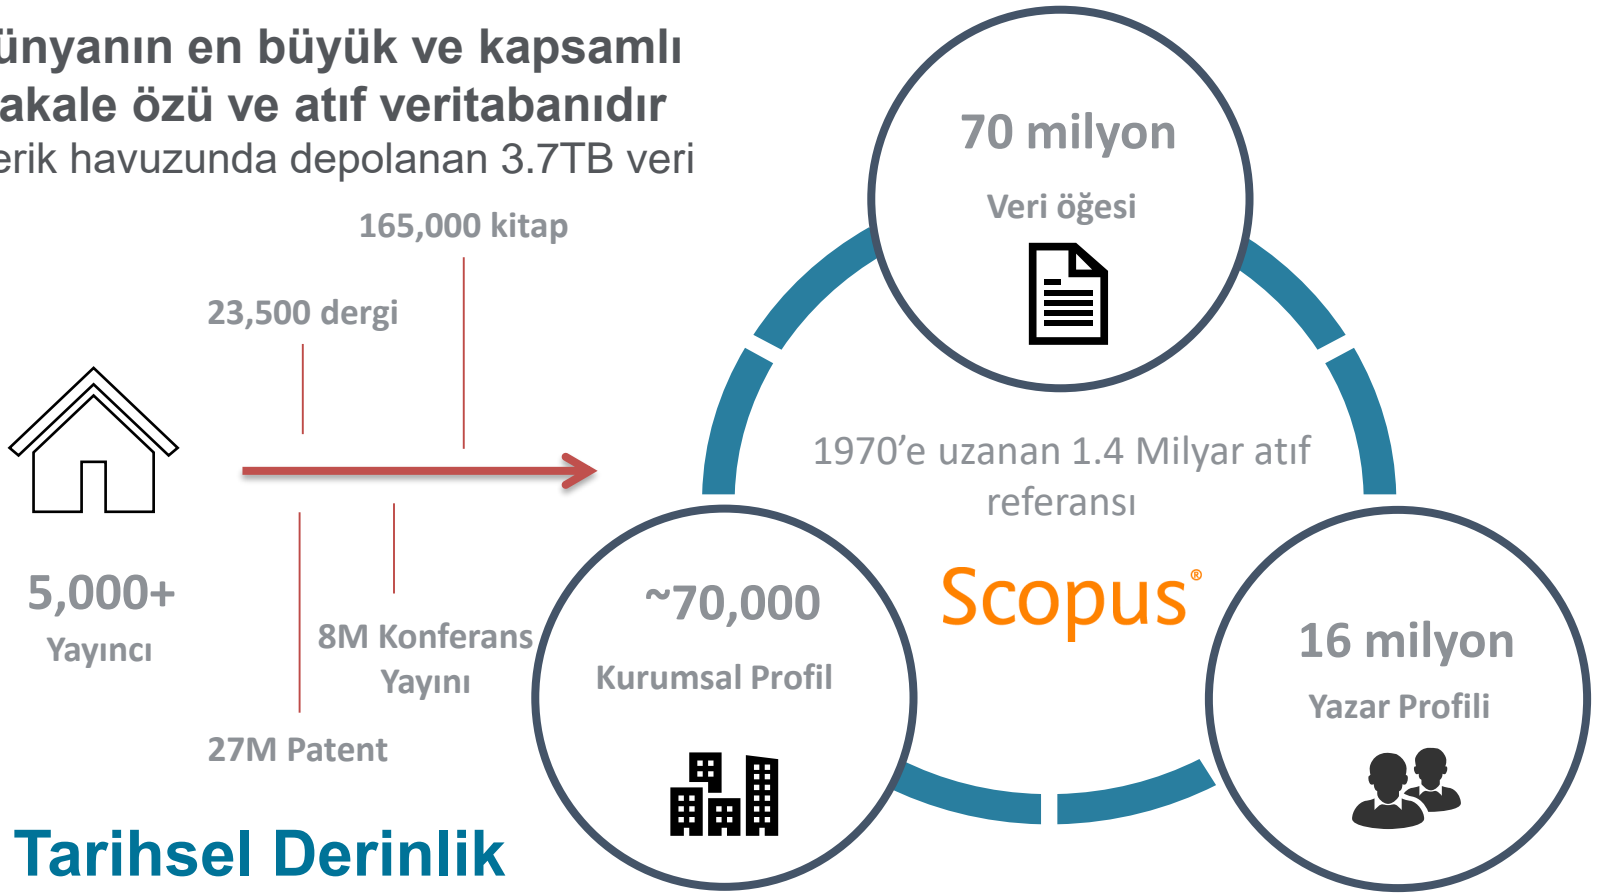 ünyanın en büyük ve kapsamlı
akale özü ve atıf veritabanıdır
erik havuzunda depolanan 3.7TB veri
165,000 kitap
23,500 dergi
5,000+
Yayıncı
8M Konferans
Yayını
27M Patent
Tarihsel Derinlik
70 milyon
Veri öğesi
1970’e uzanan 1.4 Milyar atıf
referansı
Scopus®
~70,000
Kurumsal Profil
16 milyon
Yazar Profili